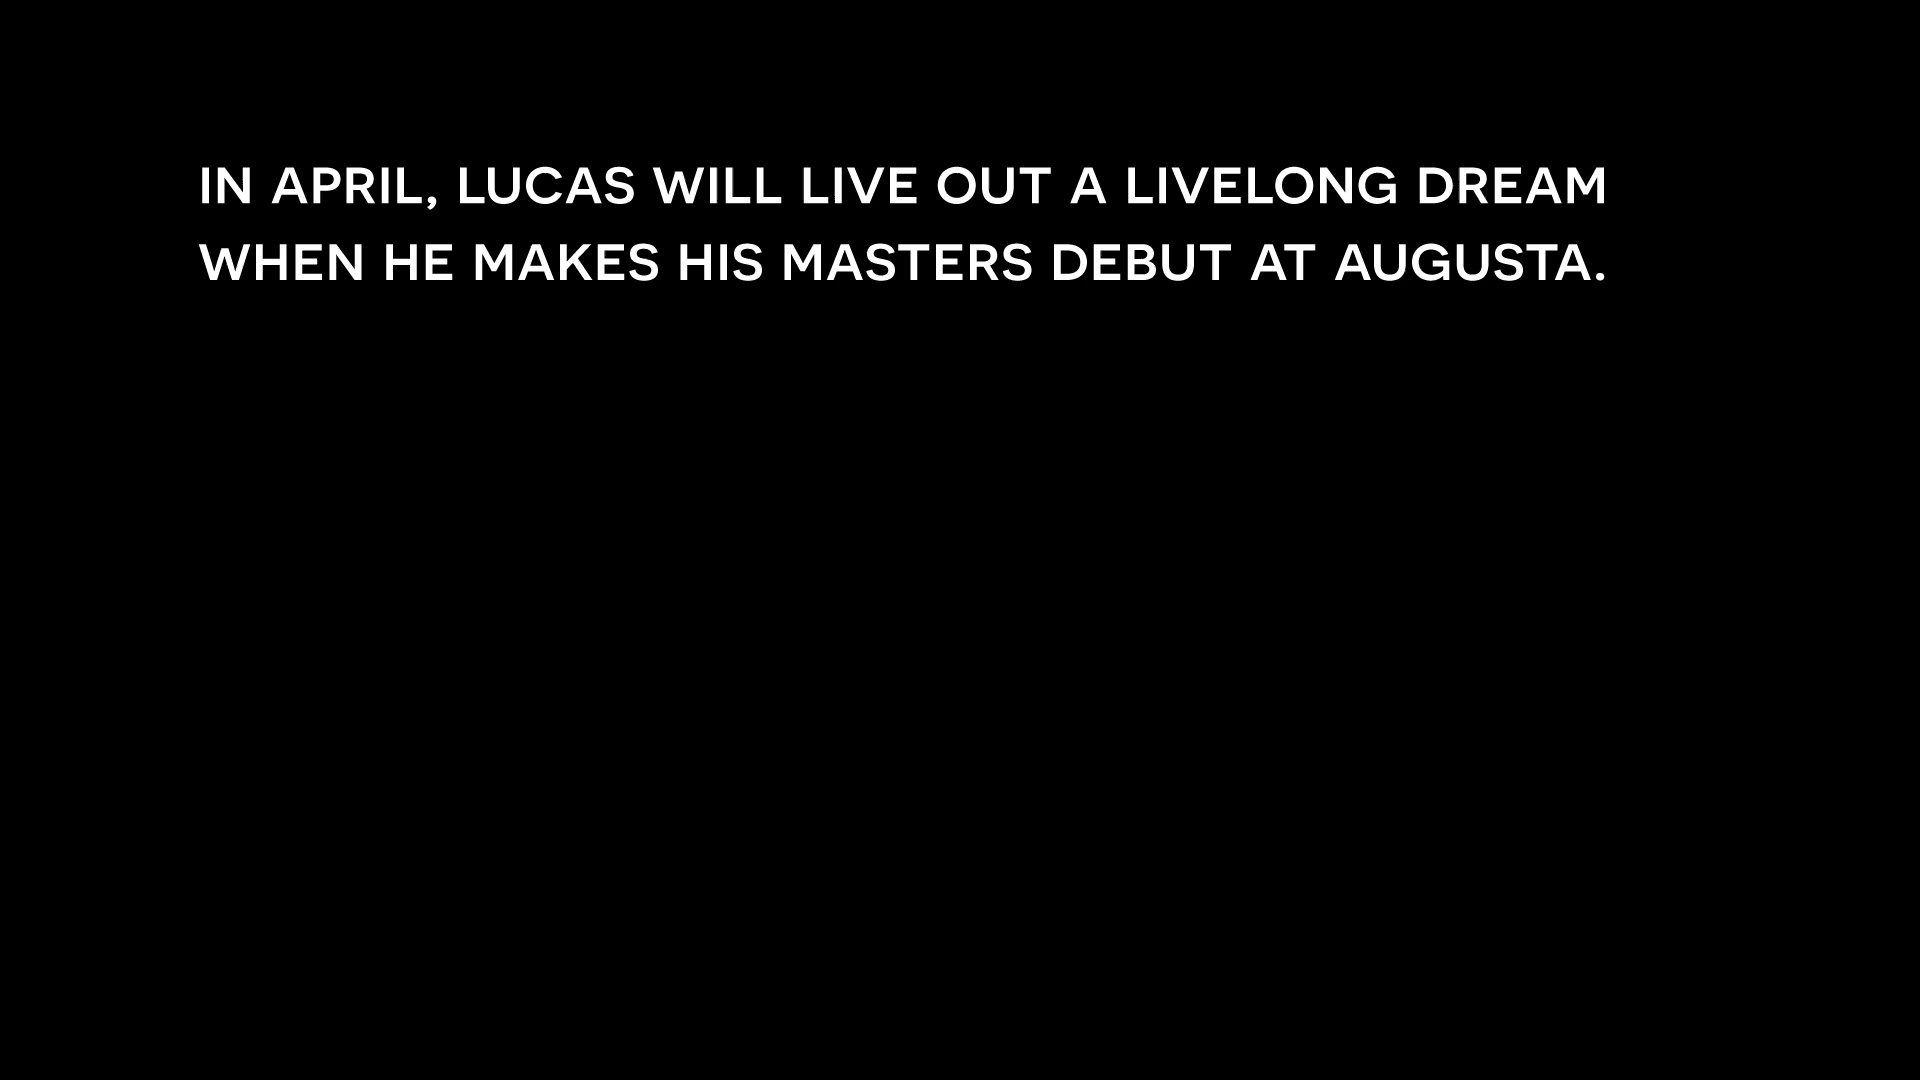 IN APRIL, LUCAS WILL LIVE OUT A LIVELONG DREAM
WHEN HE MAKES HIS MASTERS DEBUT AT AUGUSTA.